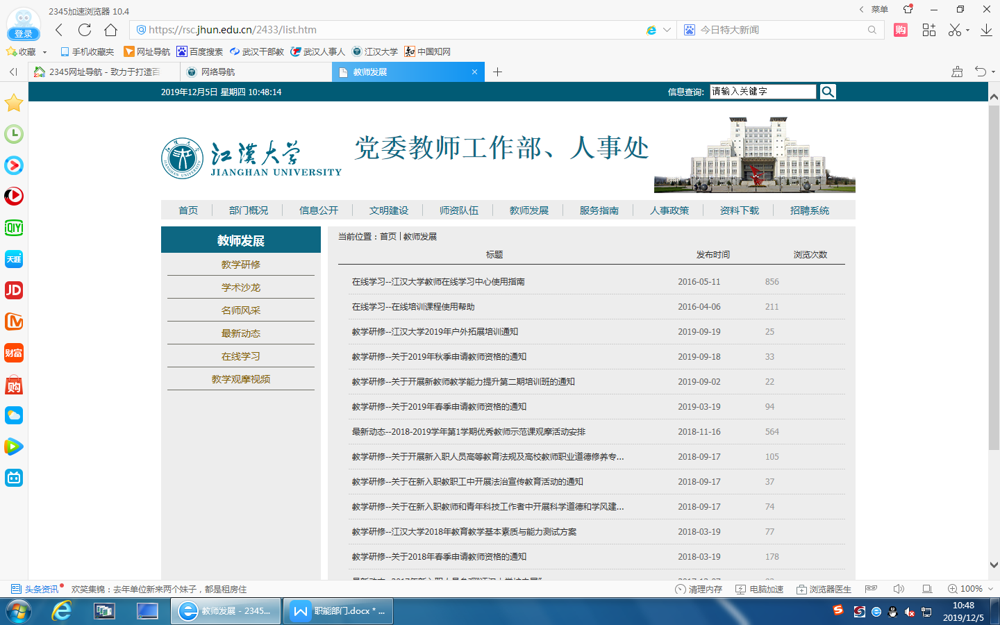 2345加速浏览器 10.4
菜单
登录
https://rsc.jhun.edu.cn/2433/list.htm
今日特大新闻
购
收藏
手机收藏夹
网址导航
百度搜索
武汉干部教
武汉人事人
江汉大学
中国知网
2345网址导航 - 致力于打造百
网络导航
教师发展
2019年12月5日 星期四 10:48:14
信息查询:
请输入关键字
江漢大学
JIANGHAN UNIVERSITY
党委教师工作部、人事处
首页
部门概况
信息公开
文明建设
师资队伍
教师发展
服务指南
人事政策
资料下载
招聘系统
教师发展
教学研修
学术沙龙
名师风采
最新动态
在线学习
教学观摩视频
当前位置：首页 | 教师发展
标题 发布时间 浏览次数
在线学习--江汉大学教师在线学习中心使用指南 2016-05-11 856
在线学习--在线培训课程使用帮助 2016-04-06 211
教学研修--江汉大学2019年户外拓展培训通知 2019-09-19 25
教学研修--关于2019年秋季申请教师资格的通知 2019-09-18 33
教学研修--关于开展新教师教学能力提升第二期培训班的通知 2019-09-02 22
教学研修--关于2019年春季申请教师资格的通知 2019-03-19 94
最新动态--2018-2019学年第1学期优秀教师示范课观摩活动安排 2018-11-16 564
教学研修--关于开展新入职人员高等教育法规及高校教师职业道德修养专... 2018-09-17 105
教学研修--关于在新入职教职工中开展法治宣传教育活动的通知 2018-09-17 37
教学研修--关于在新入职教师和青年科技工作者中开展科学道德和学风建... 2018-09-17 74
教学研修--江汉大学2018年教育教学基本素质与能力测试方案 2018-03-19 77
教学研修--关于2018年春季申请教师资格的通知 2018-03-19 178
iQIYI
天涯
JD
财富
购
头条资讯
欢笑集锦：去年单位新来两个妹子，都是租房住
清理内存
电脑加速
浏览器医生
100%
教师发展 - 2345...
职能部门.docx * ...
10:48
2019/12/5